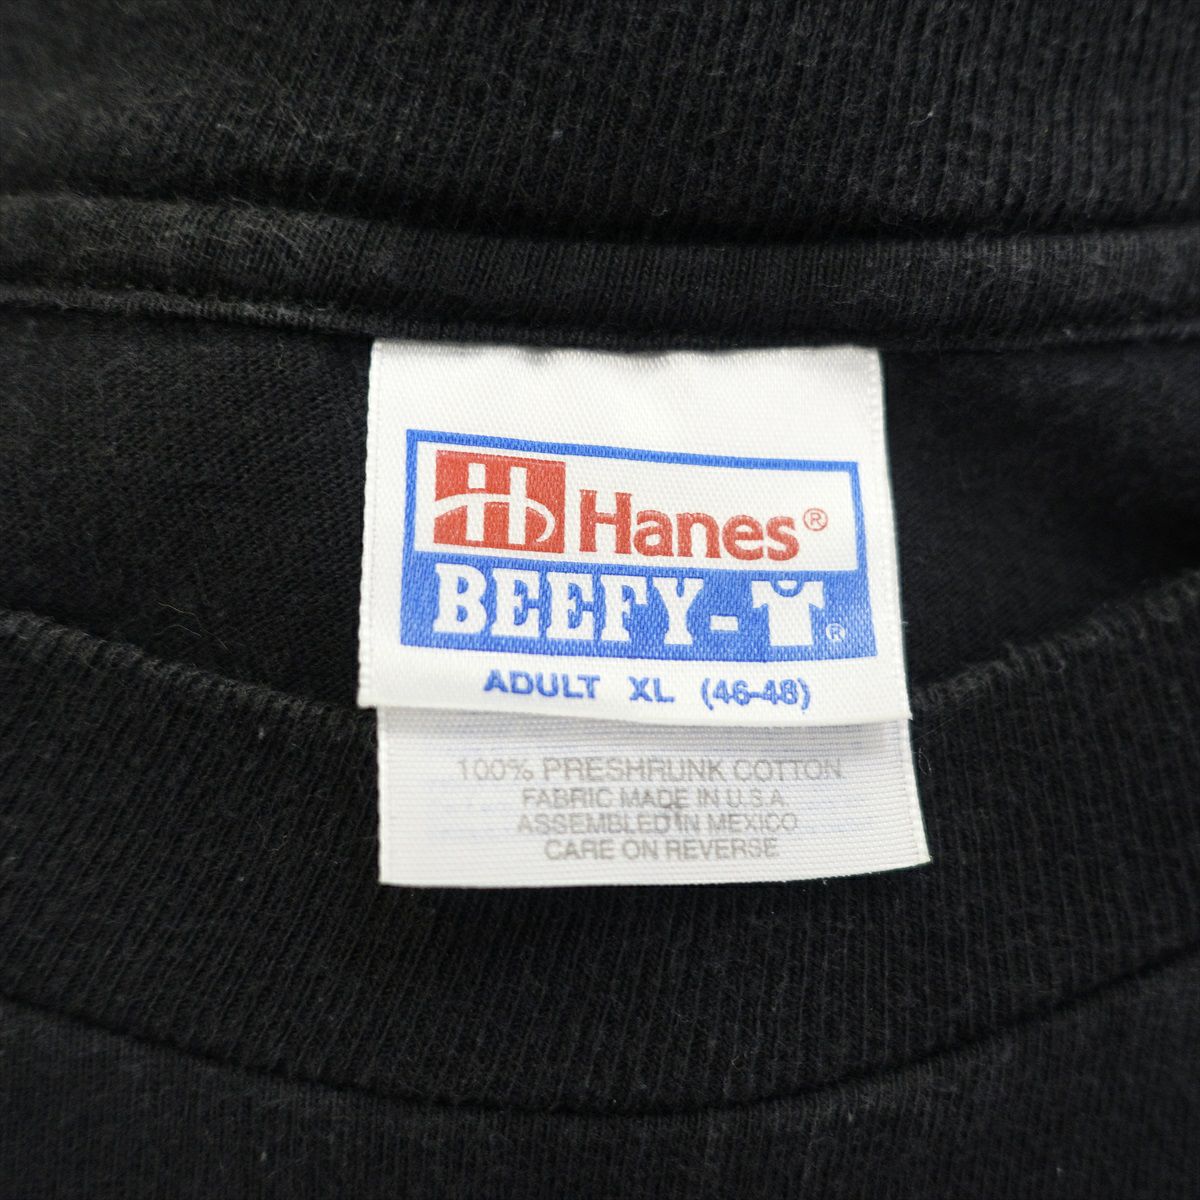 Hanes®
BEEFY-T®
ADULT XL (46-48)
100% PRESHRUNK COTTON
FABRIC MADE IN U.S.A.
ASSEMBLED IN MEXICO
CARE ON REVERSE